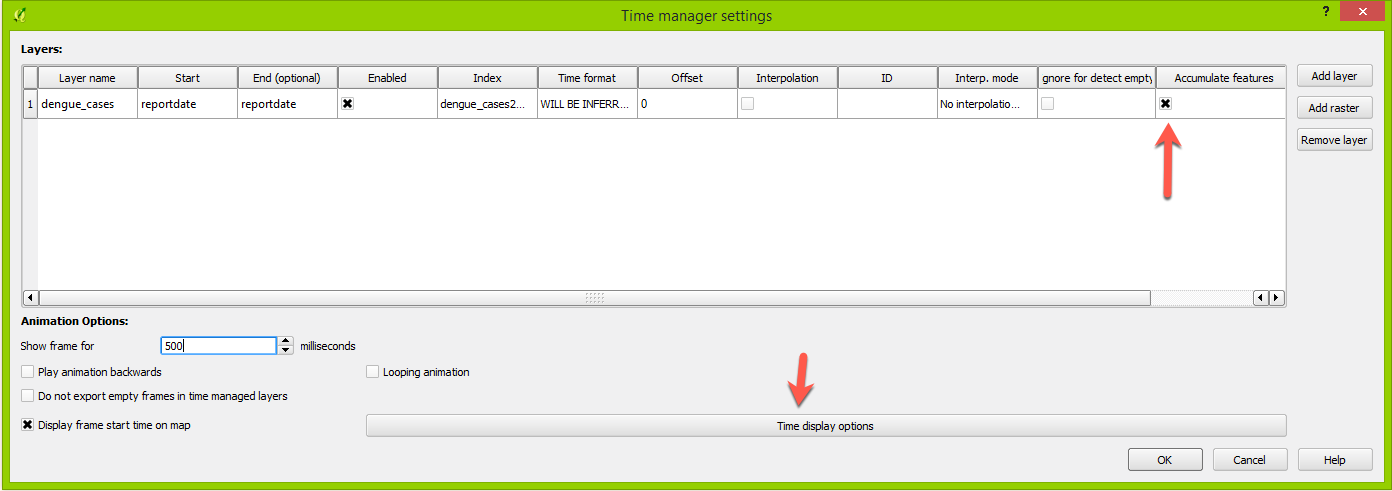 Time manager settings
?
Layers:
Layer name Start End (optional) Enabled Index Time format Offset Interpolation ID Interp. mode gnore for detect empty Accumulate features
1 dengue_cases reportdate reportdate dengue_cases2... WILL BE INFERR... 0 No interpolatio...
Add layer
Add raster
Remove layer
Animation Options:
Show frame for 500 milliseconds
Play animation backwards Looping animation
Do not export empty frames in time managed layers
Display frame start time on map Time display options
OK Cancel Help